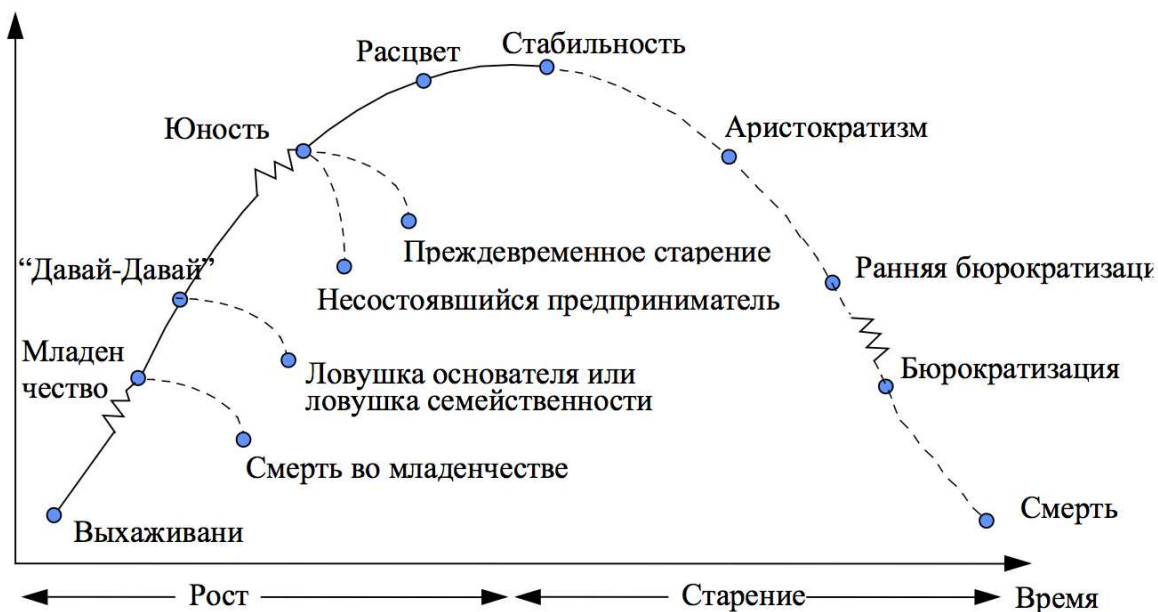 Стабильность
Расцвет
Юность
Аристократизм
Преждевременное старение
“Давай-Давай”
Ранняя бюрократизаци
Несостоявшийся предприниматель
Младен
чество
Ловушка основателя или
ловушка семейственности
Бюрократизация
Смерть во младенчестве
Смерть
Выхаживани
Рост
Старение
Время